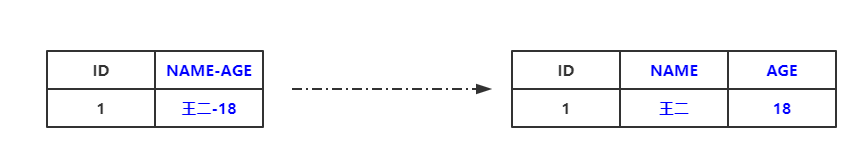 ID NAME-AGE
1 王二-18
ID NAME AGE
1 王二 18